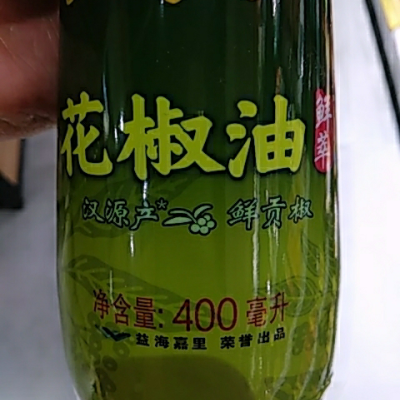 花椒油
鲜萃
汉源产* 鲜贡椒
净含量:400毫升
益海嘉里 荣誉出品